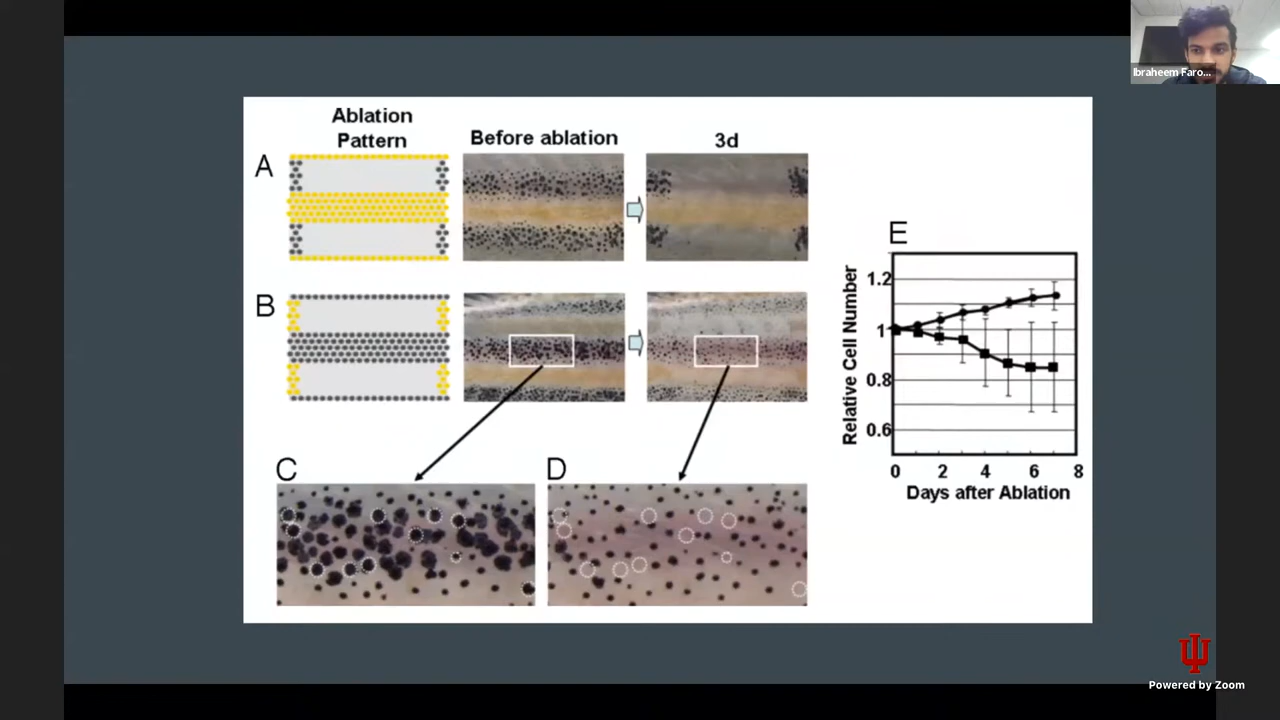 Ibraheem Faro...
Ablation
Pattern
Before ablation
3d
A
B
C
D
E
Relative Cell Number
1.2
1
0.8
0.6
0
2
4
6
8
Days after Ablation
Powered by Zoom